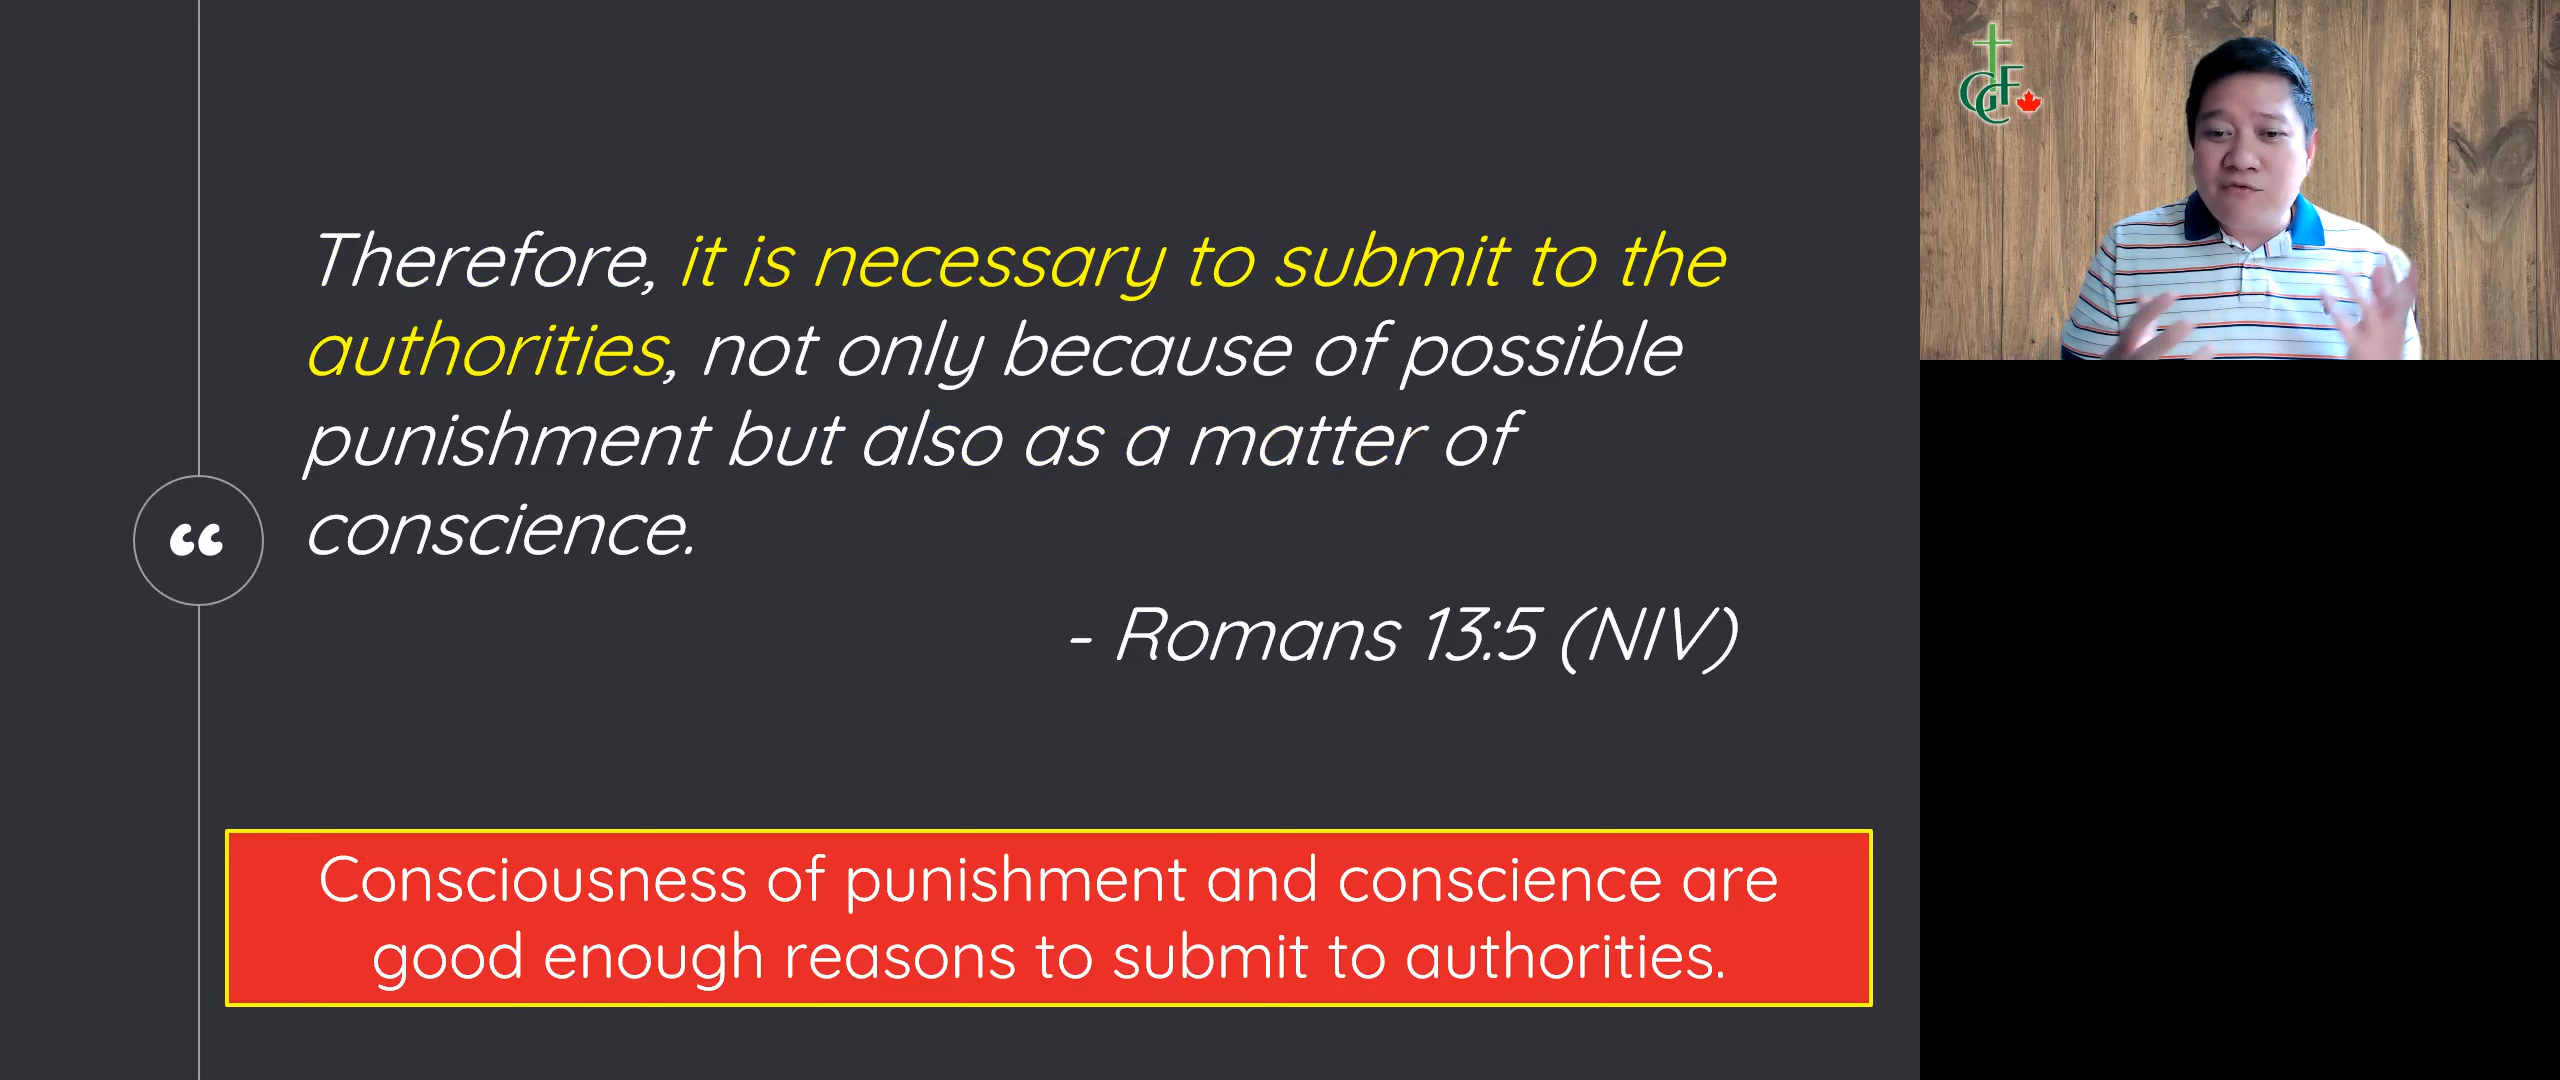 Therefore, it is necessary to submit to the
authorities, not only because of possible
punishment but also as a matter of
conscience.
- Romans 13:5 (NIV)
“
Consciousness of punishment and conscience are
good enough reasons to submit to authorities.